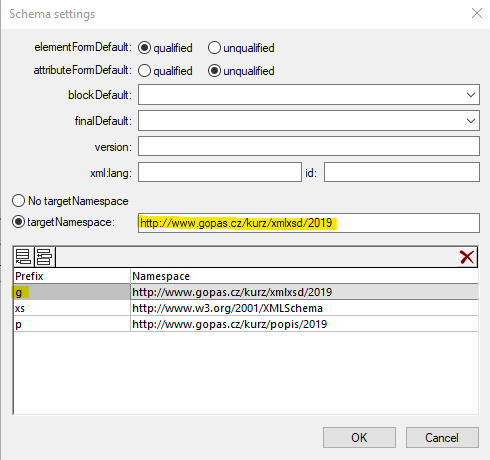 Schema settings
elementFormDefault: qualified unqualified
attributeFormDefault: qualified unqualified
blockDefault:
finalDefault:
version:
xml:lang: id:
No targetNamespace
targetNamespace: http://www.gopas.cz/kurz/xmlxsd/2019
Prefix Namespace
g http://www.gopas.cz/kurz/xmlxsd/2019
xs http://www.w3.org/2001/XMLSchema
p http://www.gopas.cz/kurz/popis/2019
OK Cancel